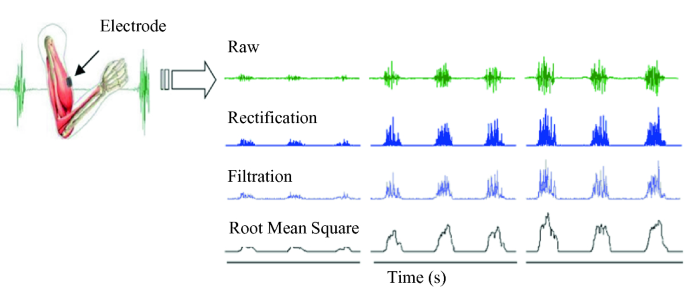 Electrode
Raw
Rectification
Filtration
Root Mean Square
Time (s)